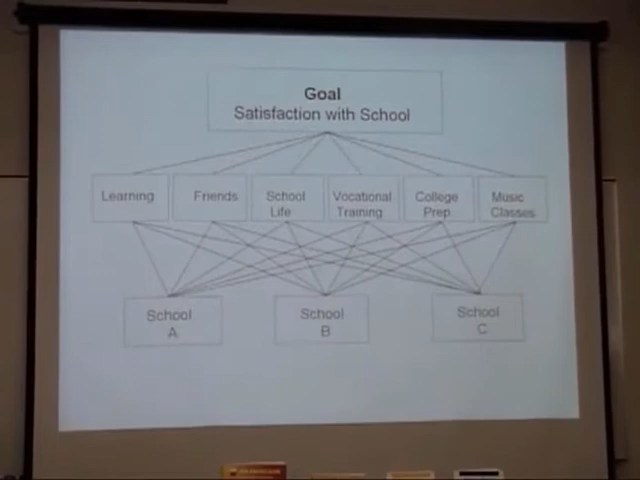 Goal
Satisfaction with School
Learning
Friends
School
Life
Vocational
Training
College
Prep
Music
Classes
School
A
School
B
School
C